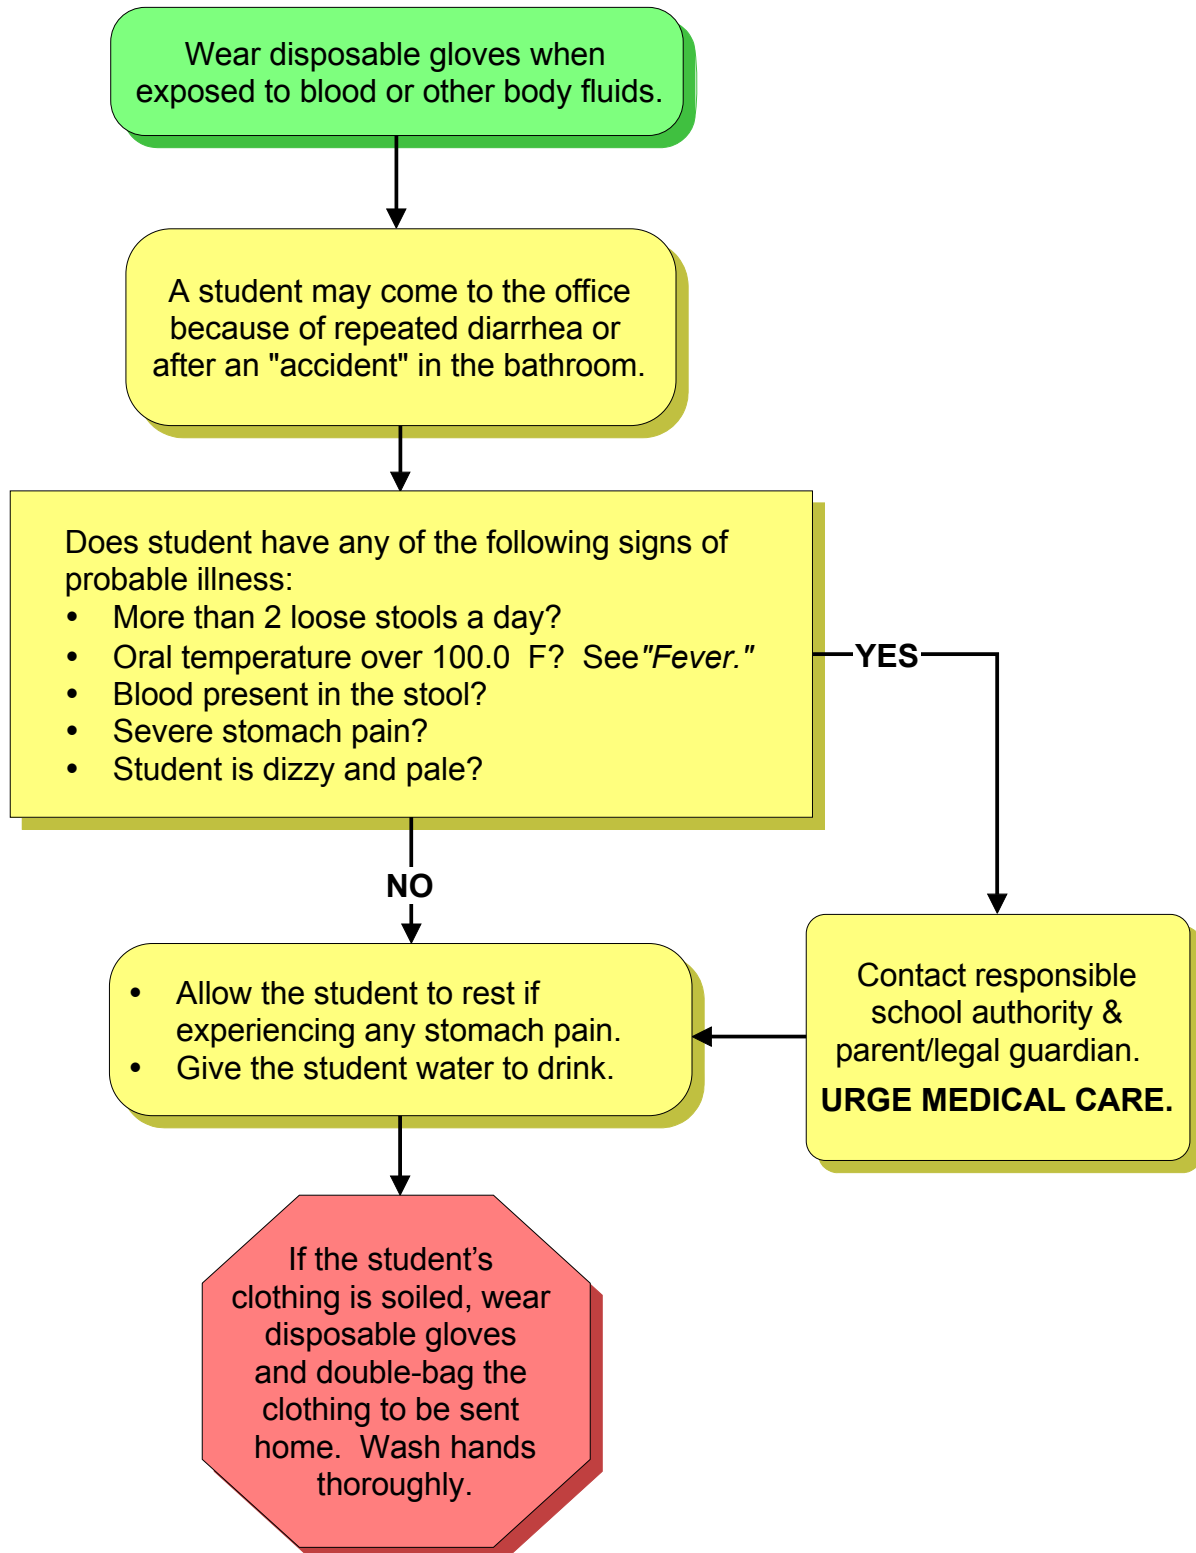 Wear disposable gloves when
exposed to blood or other body fluids.
A student may come to the office
because of repeated diarrhea or
after an "accident" in the bathroom.
Does student have any of the following signs of
probable illness:
• More than 2 loose stools a day?
• Oral temperature over 100.0 F? See "Fever."
• Blood present in the stool?
• Severe stomach pain?
• Student is dizzy and pale?
YES
NO
• Allow the student to rest if
experiencing any stomach pain.
• Give the student water to drink.
Contact responsible
school authority &
parent/legal guardian.
URGE MEDICAL CARE.
If the student’s
clothing is soiled, wear
disposable gloves
and double-bag the
clothing to be sent
home. Wash hands
thoroughly.